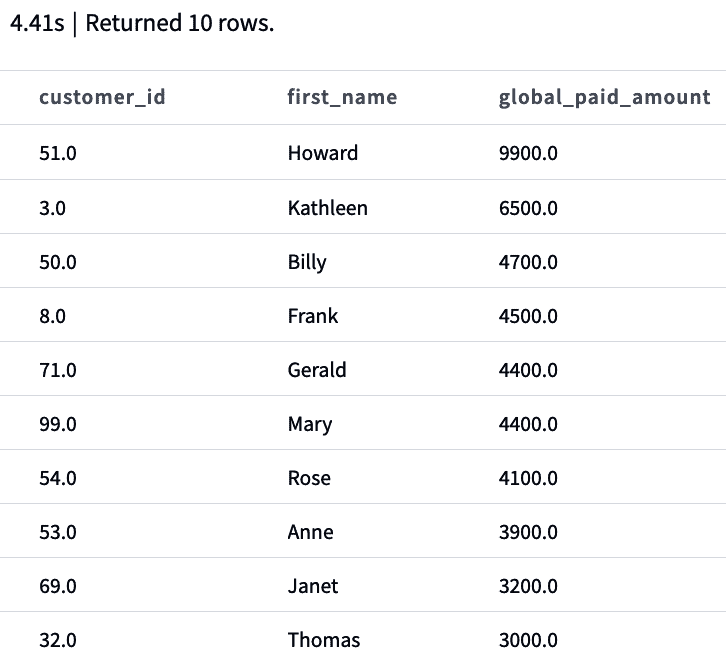 4.41s | Returned 10 rows.
customer_id first_name global_paid_amount
51.0 Howard 9900.0
3.0 Kathleen 6500.0
50.0 Billy 4700.0
8.0 Frank 4500.0
71.0 Gerald 4400.0
99.0 Mary 4400.0
54.0 Rose 4100.0
53.0 Anne 3900.0
69.0 Janet 3200.0
32.0 Thomas 3000.0